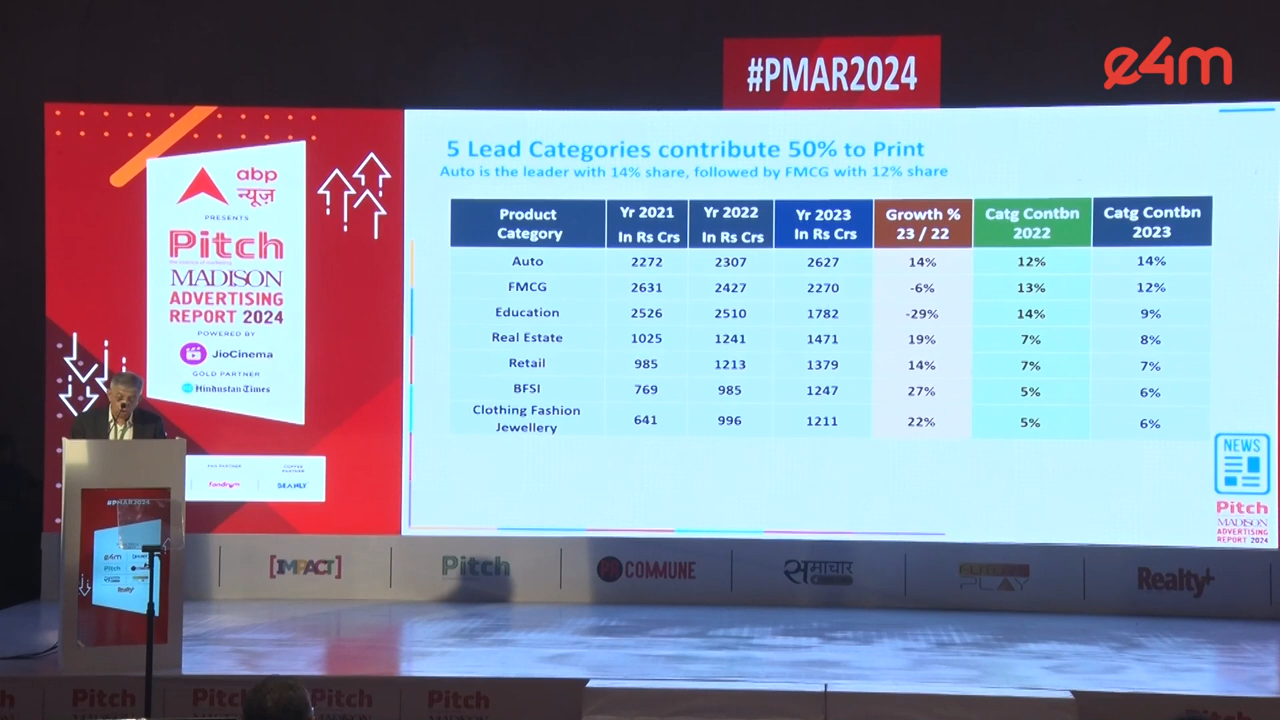 #PMAR2024
e4m
abp
न्यूज़
PRESENTS
Pitch
MADISON
ADVERTISING
REPORT 2024
POWERED BY
JioCinema
GOLD PARTNER
Hindustan Times
5 Lead Categories contribute 50% to Print
Auto is the leader with 14% share, followed by FMCG with 12% share
Product Category Yr 2021 In Rs Crs Yr 2022 In Rs Crs Yr 2023 In Rs Crs Growth % 23 / 22 Catg Contbn 2022 Catg Contbn 2023
Auto 2272 2307 2627 14% 12% 14%
FMCG 2631 2427 2270 -6% 13% 12%
Education 2526 2510 1782 -29% 14% 9%
Real Estate 1025 1241 1471 19% 7% 8%
Retail 985 1213 1379 14% 7% 7%
BFSI 769 985 1247 27% 5% 6%
Clothing Fashion Jewellery 641 996 1211 22% 5% 6%
NEWS
Pitch
MADISON
ADVERTISING
REPORT 2024
#PMAR2024
e4m
Pitch
Realty+
[IMPACT]
Pitch
COMMUNE
समाचार
PLAY
Realty+
Pitch
Pitch
Pitch
Pitch